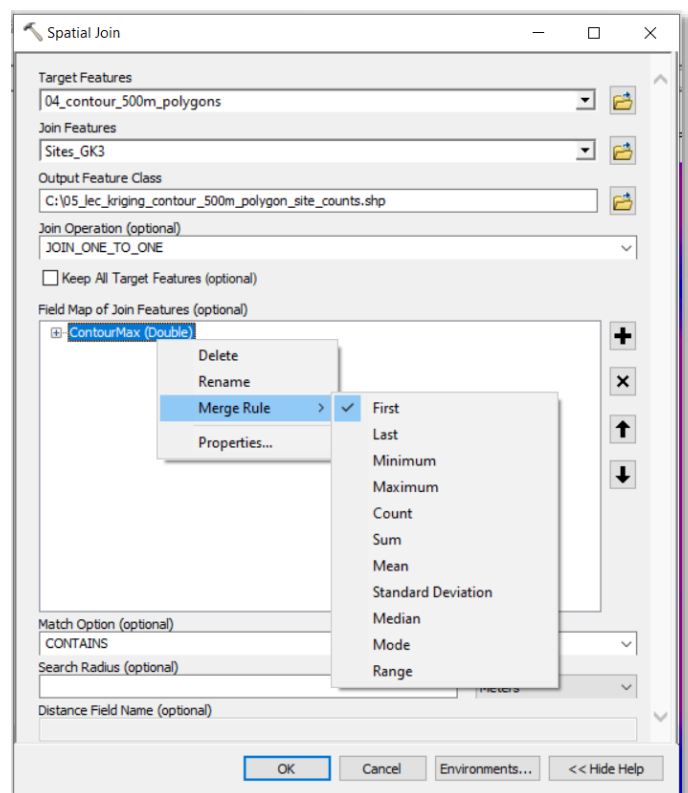 Spatial Join
Target Features
04_contour_500m_polygons
Join Features
Sites_GK3
Output Feature Class
C:\05_lec_kriging_contour_500m_polygon_site_counts.shp
Join Operation (optional)
JOIN_ONE_TO_ONE
Keep All Target Features (optional)
Field Map of Join Features (optional)
ContourMax (Double)
Delete
Rename
Merge Rule
Properties...
First
Last
Minimum
Maximum
Count
Sum
Mean
Standard Deviation
Median
Mode
Range
Match Option (optional)
CONTAINS
Search Radius (optional)
Meters
Distance Field Name (optional)
OK Cancel Environments... << Hide Help